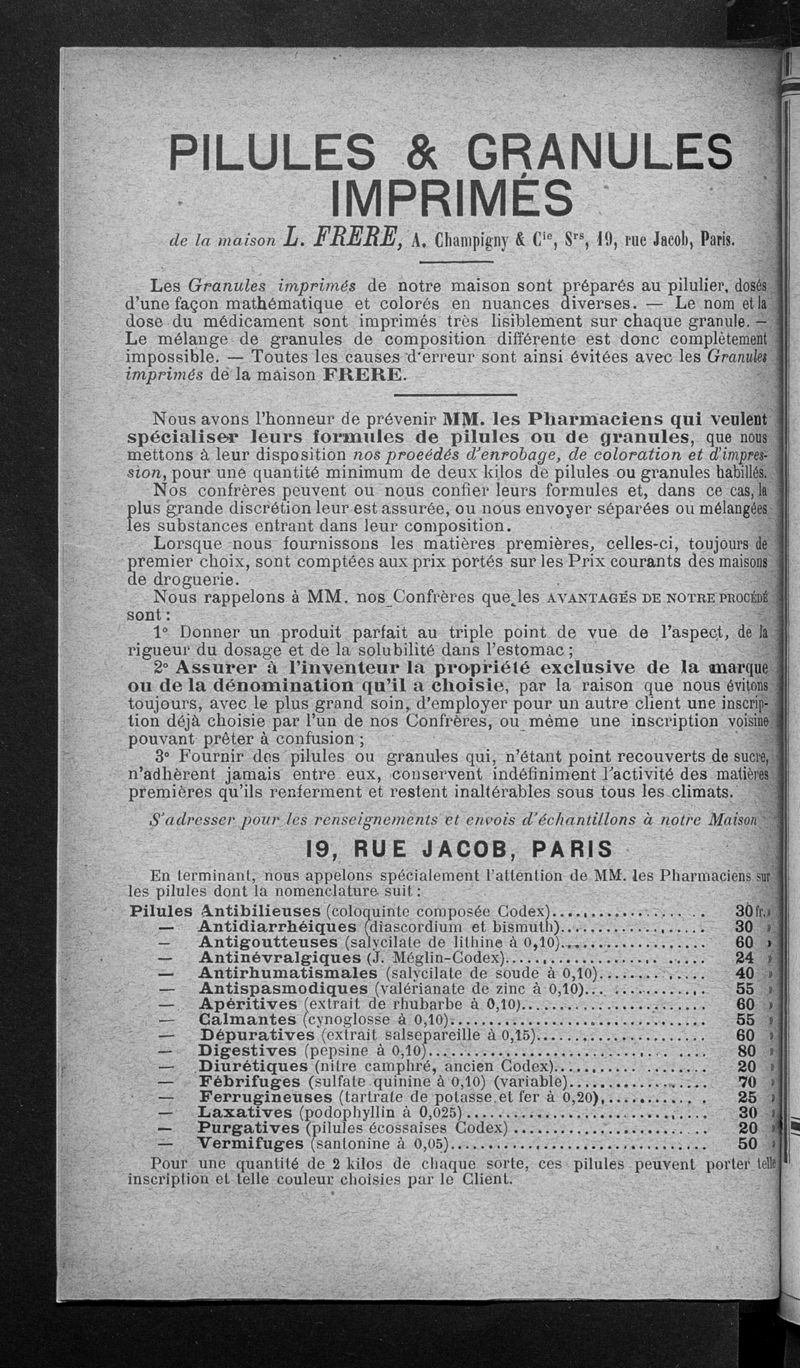 PILULES & GRANULES
IMPRIMÉS
de la maison L. FRERE, A. Champigny & Cie, Srs, 19, rue Jacob, Paris.
Les Granules imprimés de notre maison sont préparés au pilulier, dosés
d'une façon mathématique et colorés en nuances diverses. — Le nom et la
dose du médicament sont imprimés très lisiblement sur chaque granule. —
Le mélange de granules de composition différente est donc complètement
impossible. — Toutes les causes d'erreur sont ainsi évitées avec les Granules
imprimés de la maison FRERE.
Nous avons l'honneur de prévenir MM. les Pharmaciens qui veulent
spécialiser leurs formules de pilules ou de granules, que nous
mettons à leur disposition nos procédés d'enrobage, de coloration et d'impres-
sion, pour une quantité minimum de deux kilos de pilules ou granules habillés.
Nos confrères peuvent ou nous confier leurs formules et, dans ce cas, la
plus grande discrétion leur est assurée, ou nous envoyer séparées ou mélangées
les substances entrant dans leur composition.
Lorsque nous fournissons les matières premières, celles-ci, toujours de
premier choix, sont comptées aux prix portés sur les Prix courants des maisons
de droguerie.
Nous rappelons à MM. nos Confrères que les AVANTAGES DE NOTRE PROCÉDÉ
sont :
1° Donner un produit parfait au triple point de vue de l'aspect, de la
rigueur du dosage et de la solubilité dans l'estomac ;
2° Assurer à l'inventeur la propriété exclusive de la marque
ou de la dénomination qu'il a choisie, par la raison que nous évitons
toujours, avec le plus grand soin, d'employer pour un autre client une inscrip-
tion déjà choisie par l'un de nos Confrères, ou même une inscription voisine
pouvant prêter à confusion ;
3° Fournir des pilules ou granules qui, n'étant point recouverts de sucre,
n'adhèrent jamais entre eux, conservent indéfiniment l'activité des matières
premières qu'ils renferment et restent inaltérables sous tous les climats.
S'adresser pour les renseignements et envois d'échantillons à notre Maison
19, RUE JACOB, PARIS
En terminant, nous appelons spécialement l'attention de MM. les Pharmaciens sur
les pilules dont la nomenclature suit :
Pilules Antibilieuses (coloquinte composée Codex)........ 30 fr. »
— Antidiarrhéiques (diascordium et bismuth)........ 30 »
— Antigoutteuses (salycilate de lithine à 0,10)........ 60 »
— Antinévralgiques (J. Méglin-Codex)........ 24 »
— Antirhumatismales (salycilate de soude à 0,10)........ 40 »
— Antispasmodiques (valérianate de zinc à 0,10)........ 55 »
— Apéritives (extrait de rhubarbe à 0,10)........ 60 »
— Calmantes (cynoglosse à 0,10)........ 55 »
— Dépuratives (extrait salsepareille à 0,15)........ 60 »
— Digestives (pepsine à 0,10)........ 80 »
— Diurétiques (nitre camphré, ancien Codex)........ 20 »
— Fébrifuges (sulfate quinine à 0,10) (variable)........ 70 »
— Ferrugineuses (tartrate de potasse et fer à 0,20)........ 25 »
— Laxatives (podophyllin à 0,025)........ 30 »
— Purgatives (pilules écossaises Codex)........ 20 »
— Vermifuges (santonine à 0,05)........ 50 »
Pour une quantité de 2 kilos de chaque sorte, ces pilules peuvent porter telle
inscription et telle couleur choisies par le Client.